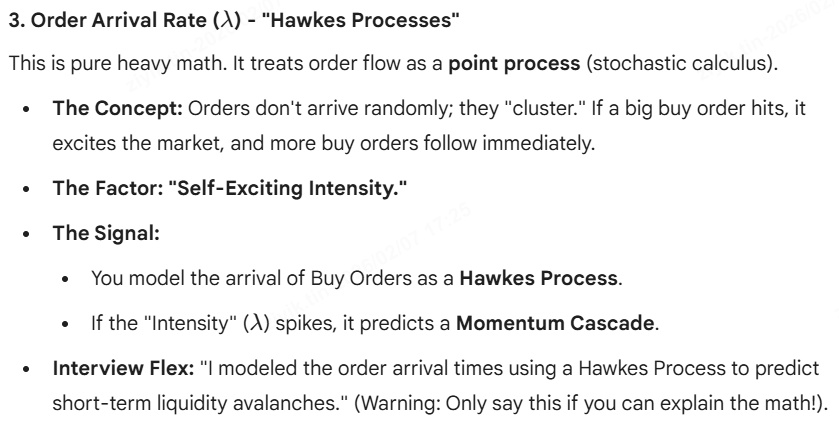 3. Order Arrival Rate (λ) - "Hawkes Processes"
This is pure heavy math. It treats order flow as a point process (stochastic calculus).
• The Concept: Orders don't arrive randomly; they "cluster." If a big buy order hits, it
excites the market, and more buy orders follow immediately.
• The Factor: "Self-Exciting Intensity."
• The Signal:
• You model the arrival of Buy Orders as a Hawkes Process.
• If the "Intensity" (λ) spikes, it predicts a Momentum Cascade.
• Interview Flex: "I modeled the order arrival times using a Hawkes Process to predict
short-term liquidity avalanches." (Warning: Only say this if you can explain the math!).